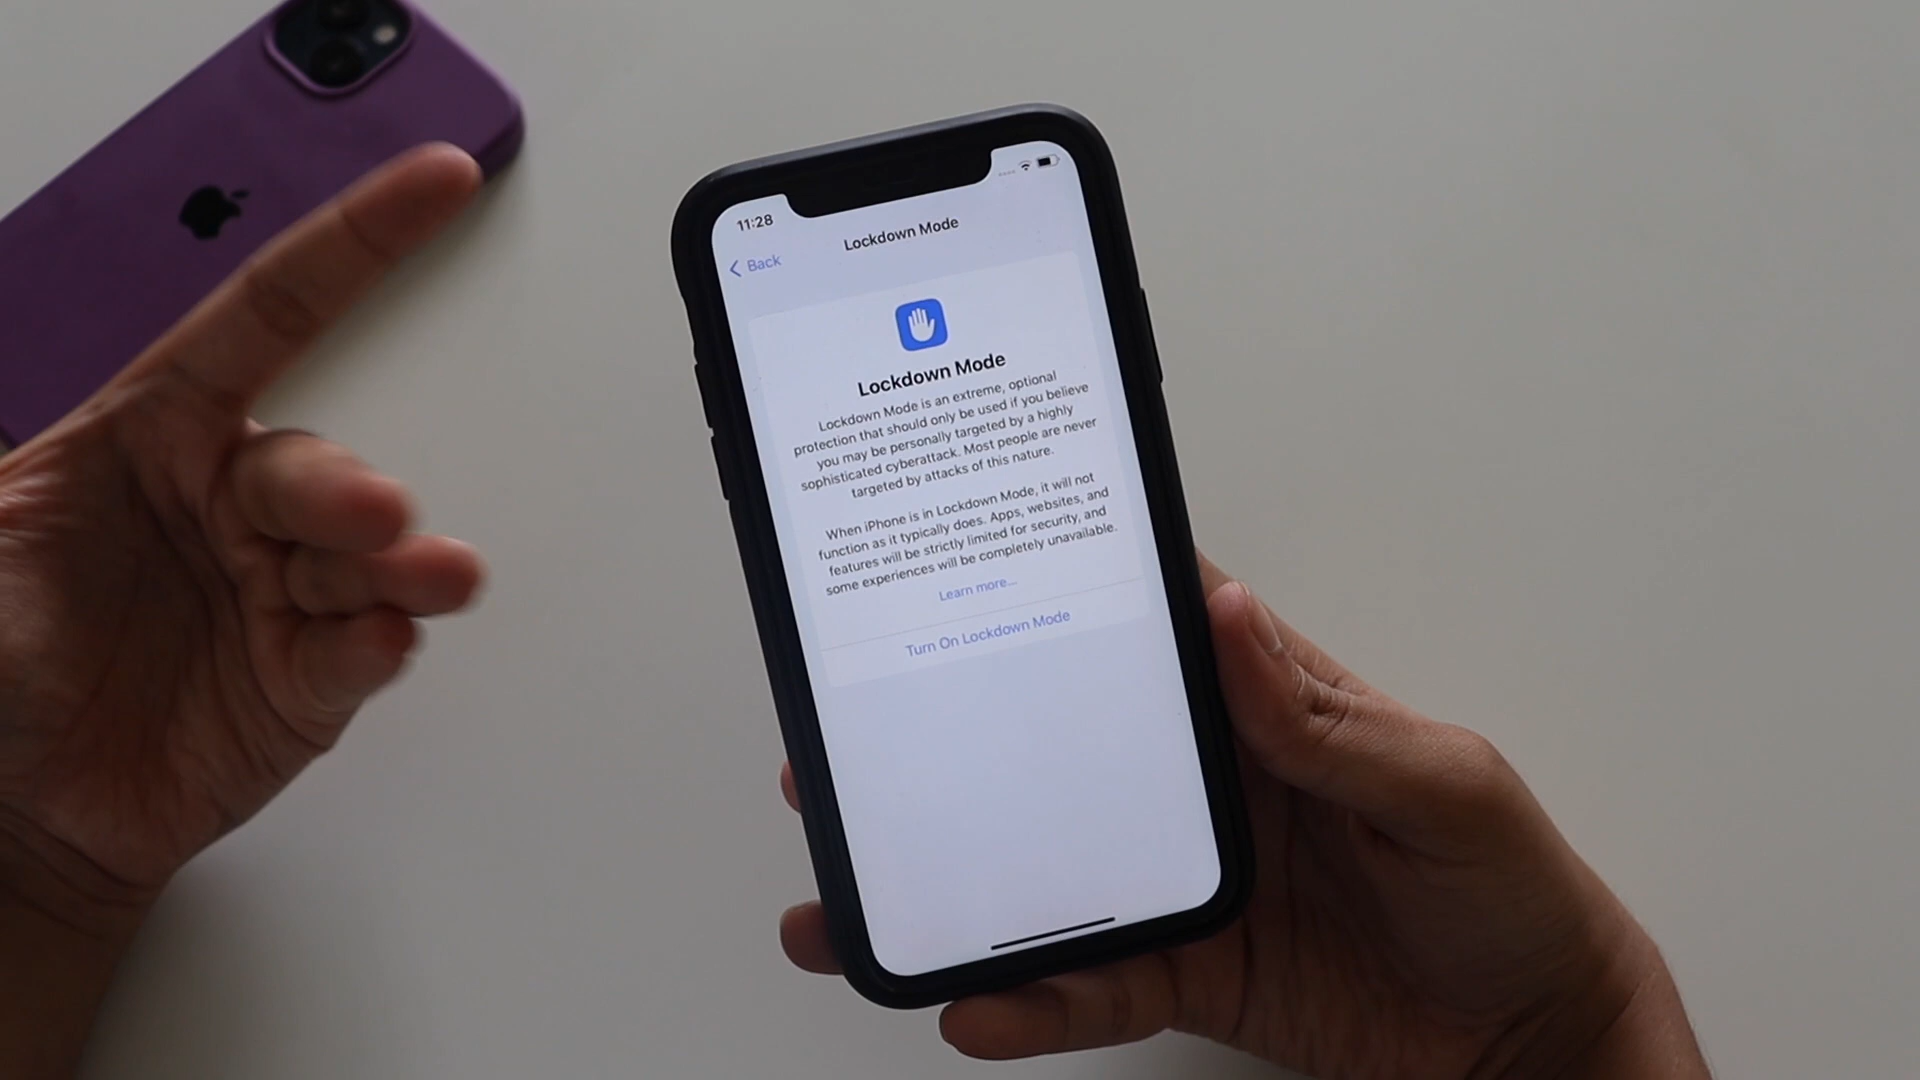 11:28
Lockdown Mode
Back
Lockdown Mode
Lockdown Mode is an extreme, optional
protection that should only be used if you believe
you may be personally targeted by a highly
sophisticated cyberattack. Most people are never
targeted by attacks of this nature.
When iPhone is in Lockdown Mode, it will not
function as it typically does. Apps, websites, and
features will be strictly limited for security, and
some experiences will be completely unavailable.
Learn more...
Turn On Lockdown Mode